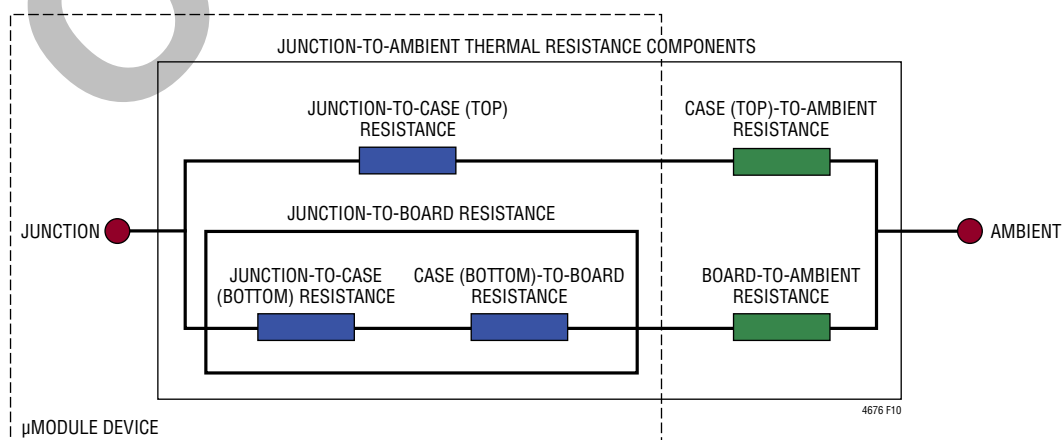 JUNCTION-TO-AMBIENT THERMAL RESISTANCE COMPONENTS
JUNCTION-TO-CASE (TOP)
RESISTANCE
CASE (TOP)-TO-AMBIENT
RESISTANCE
JUNCTION-TO-BOARD RESISTANCE
JUNCTION
AMBIENT
JUNCTION-TO-CASE
(BOTTOM) RESISTANCE
CASE (BOTTOM)-TO-BOARD
RESISTANCE
BOARD-TO-AMBIENT
RESISTANCE
4676 F10
µMODULE DEVICE